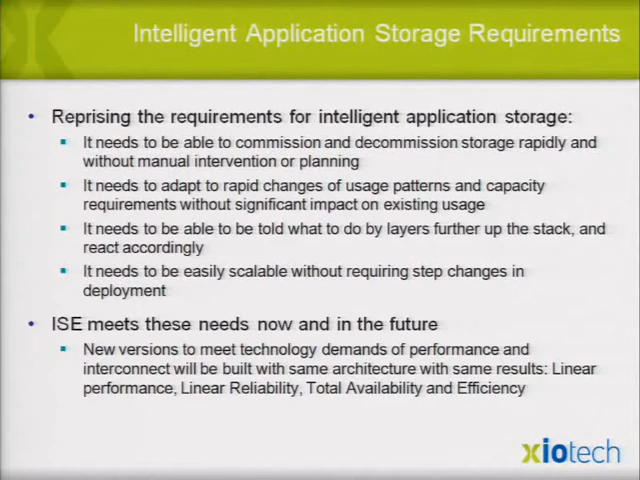 Intelligent Application Storage Requirements
• Reprising the requirements for intelligent application storage:
▪ It needs to be able to commission and decommission storage rapidly and
without manual intervention or planning
▪ It needs to adapt to rapid changes of usage patterns and capacity
requirements without significant impact on existing usage
▪ It needs to be able to be told what to do by layers further up the stack, and
react accordingly
▪ It needs to be easily scalable without requiring step changes in
deployment
• ISE meets these needs now and in the future
▪ New versions to meet technology demands of performance and
interconnect will be built with same architecture with same results: Linear
performance, Linear Reliability, Total Availability and Efficiency
xiotech